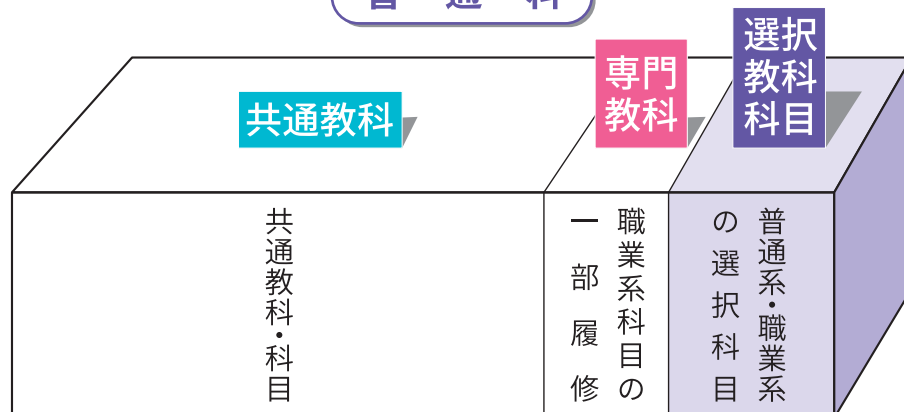 普通科
共通教科
専門
教科
選択
教科
科目
共通教科・科目
職業系科目の
一部履修
普通系・職業系
の選択科目